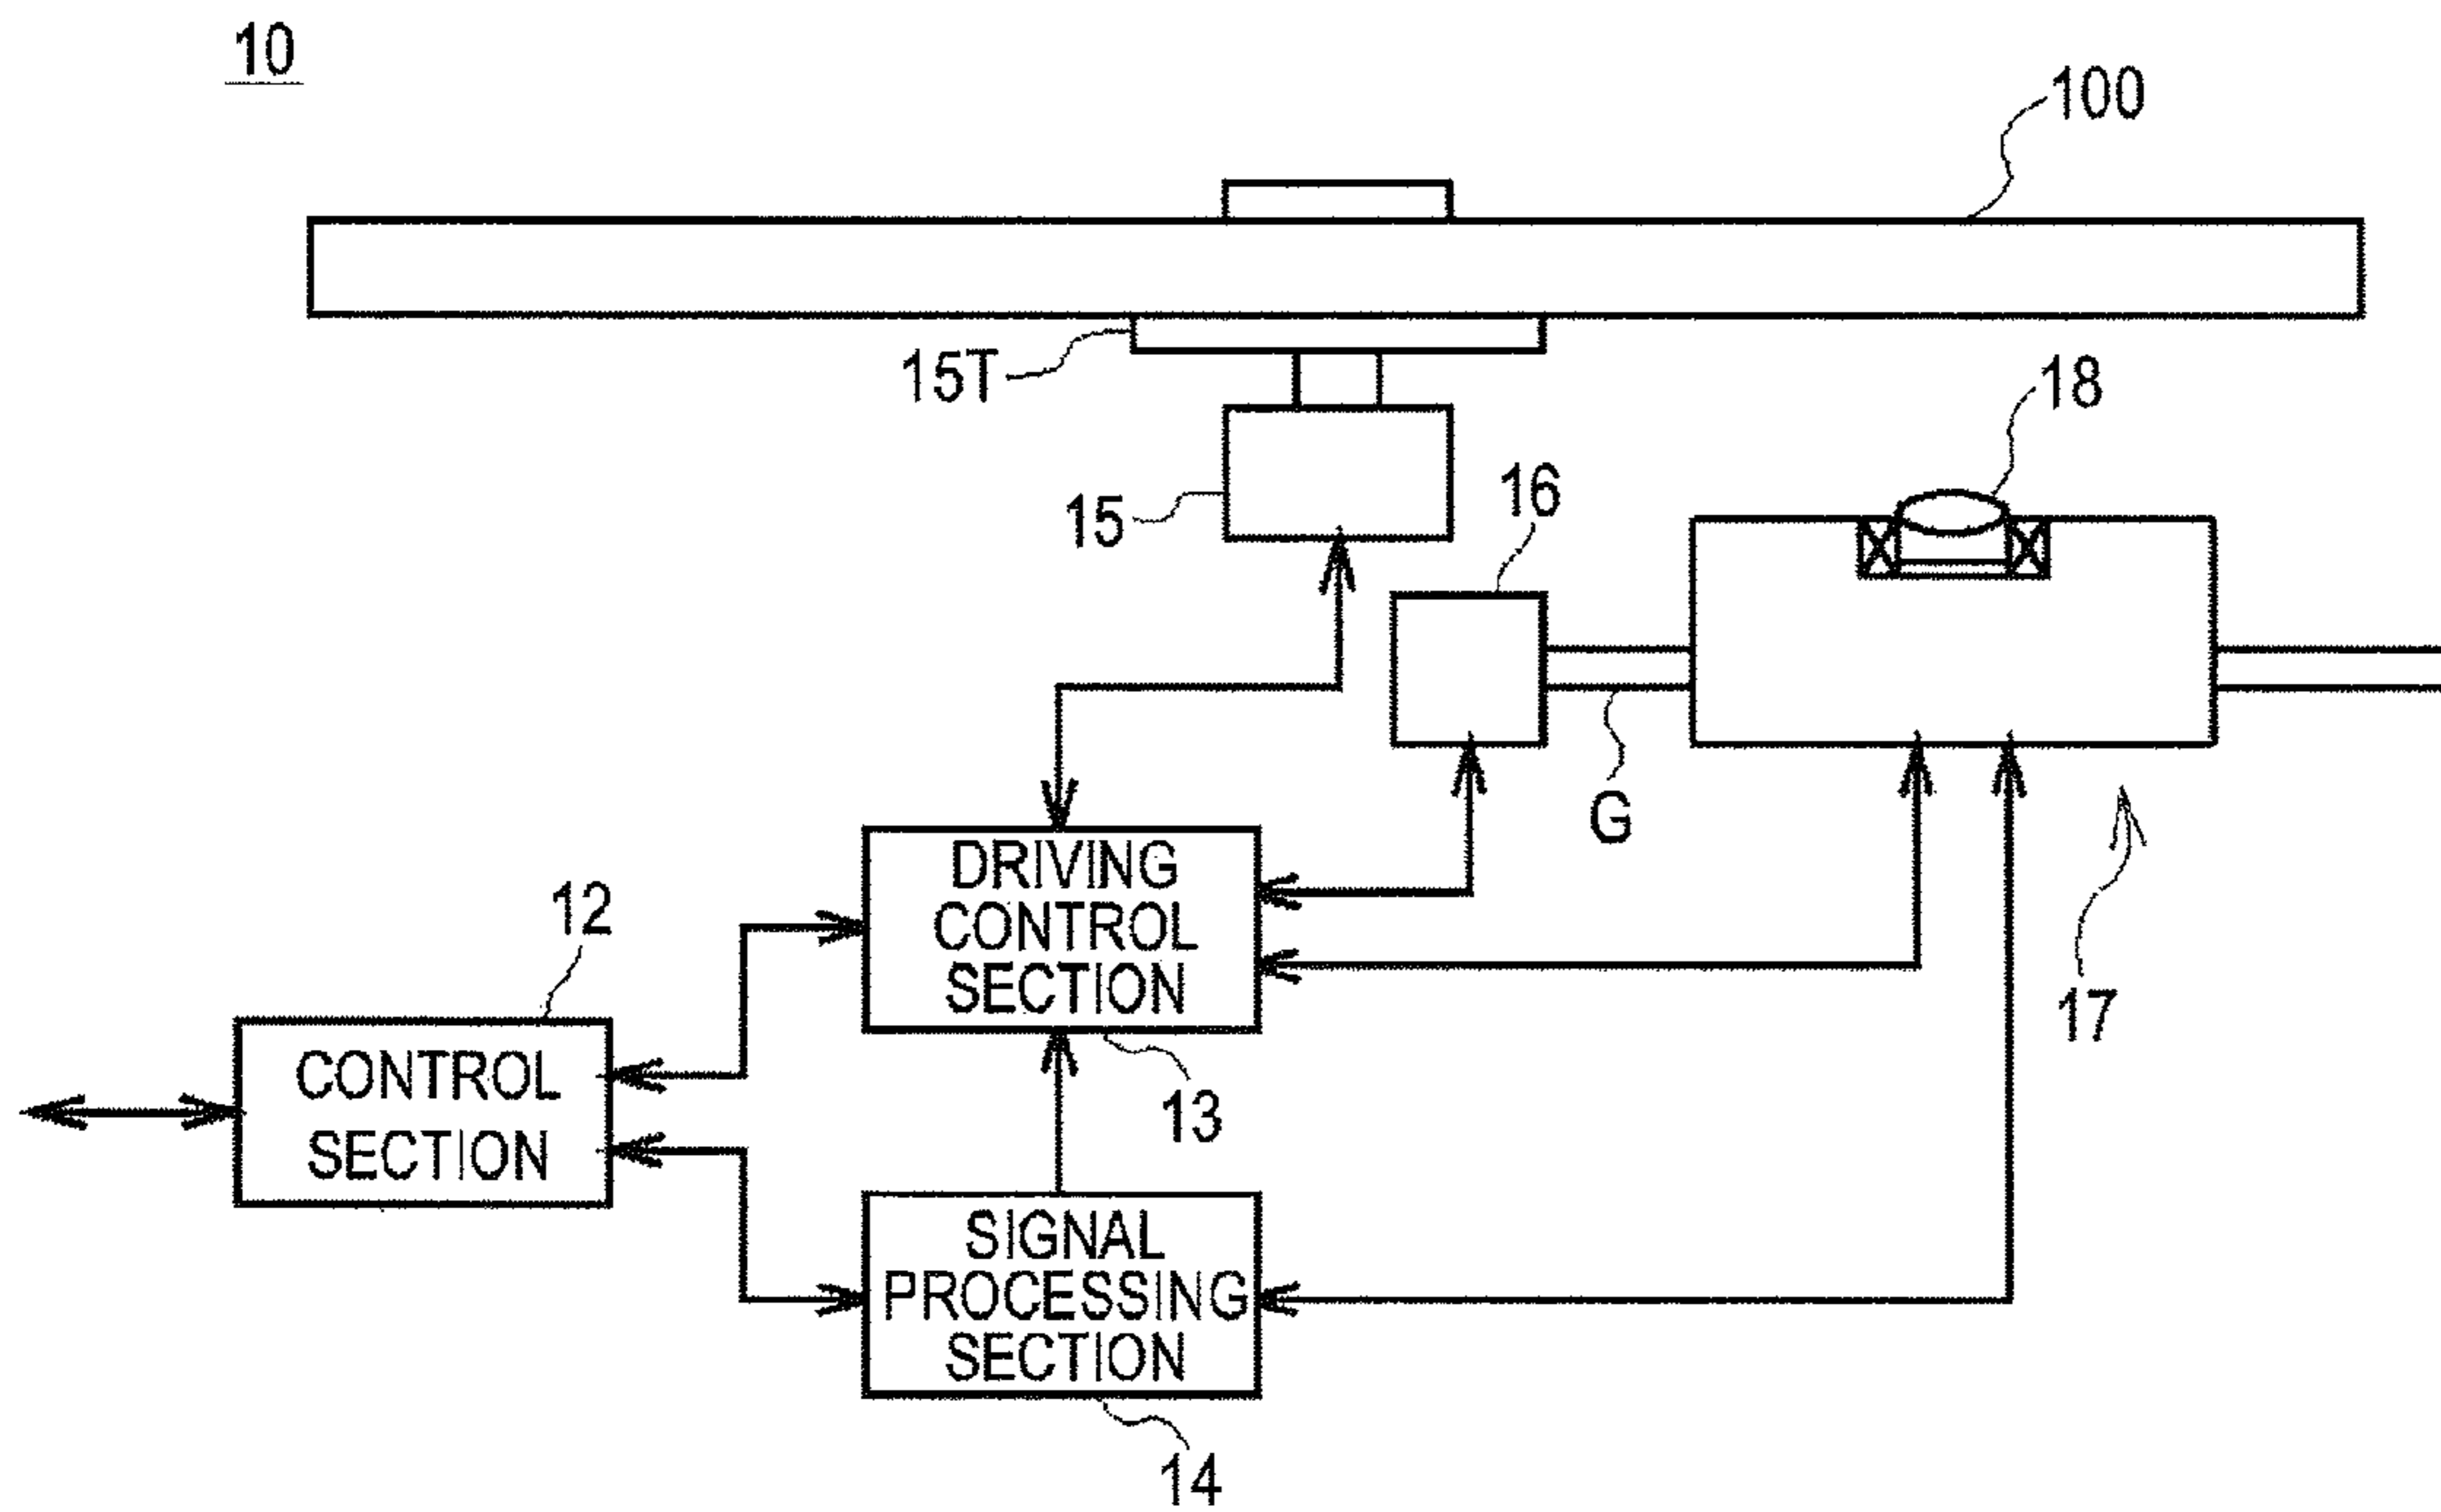 10
100
15T
18
15
16
G
DRIVING
CONTROL
SECTION
12
17
CONTROL
SECTION
13
SIGNAL
PROCESSING
SECTION
14